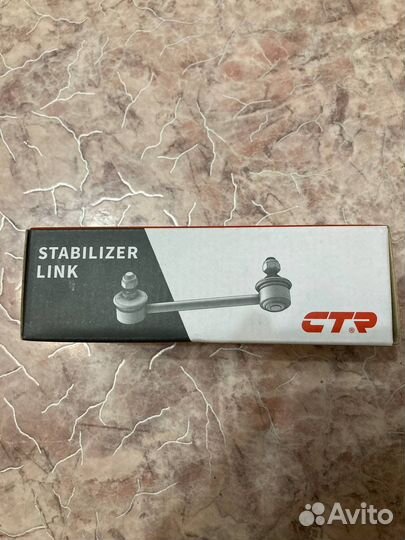 STABILIZER
LINK
CTR
®
Avito